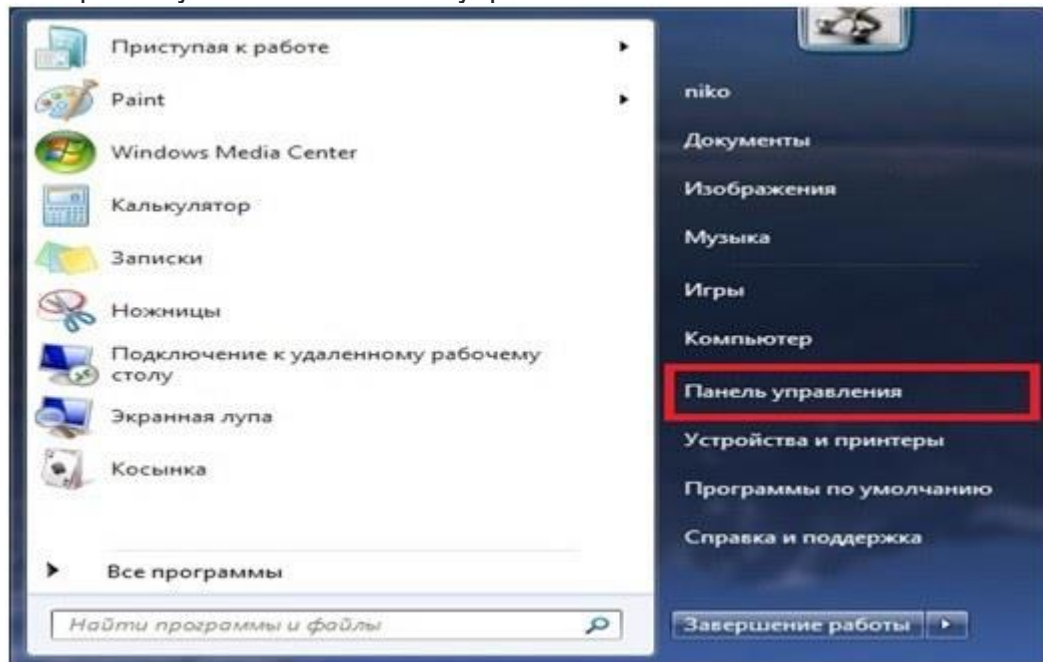 Приступая к работе
Paint
Windows Media Center
Калькулятор
Записки
Ножницы
Подключение к удаленному рабочему
столу
Экранная лупа
Косынка
Все программы
Найти программы и файлы
niko
Документы
Изображения
Музыка
Игры
Компьютер
Панель управления
Устройства и принтеры
Программы по умолчанию
Справка и поддержка
Завершение работы